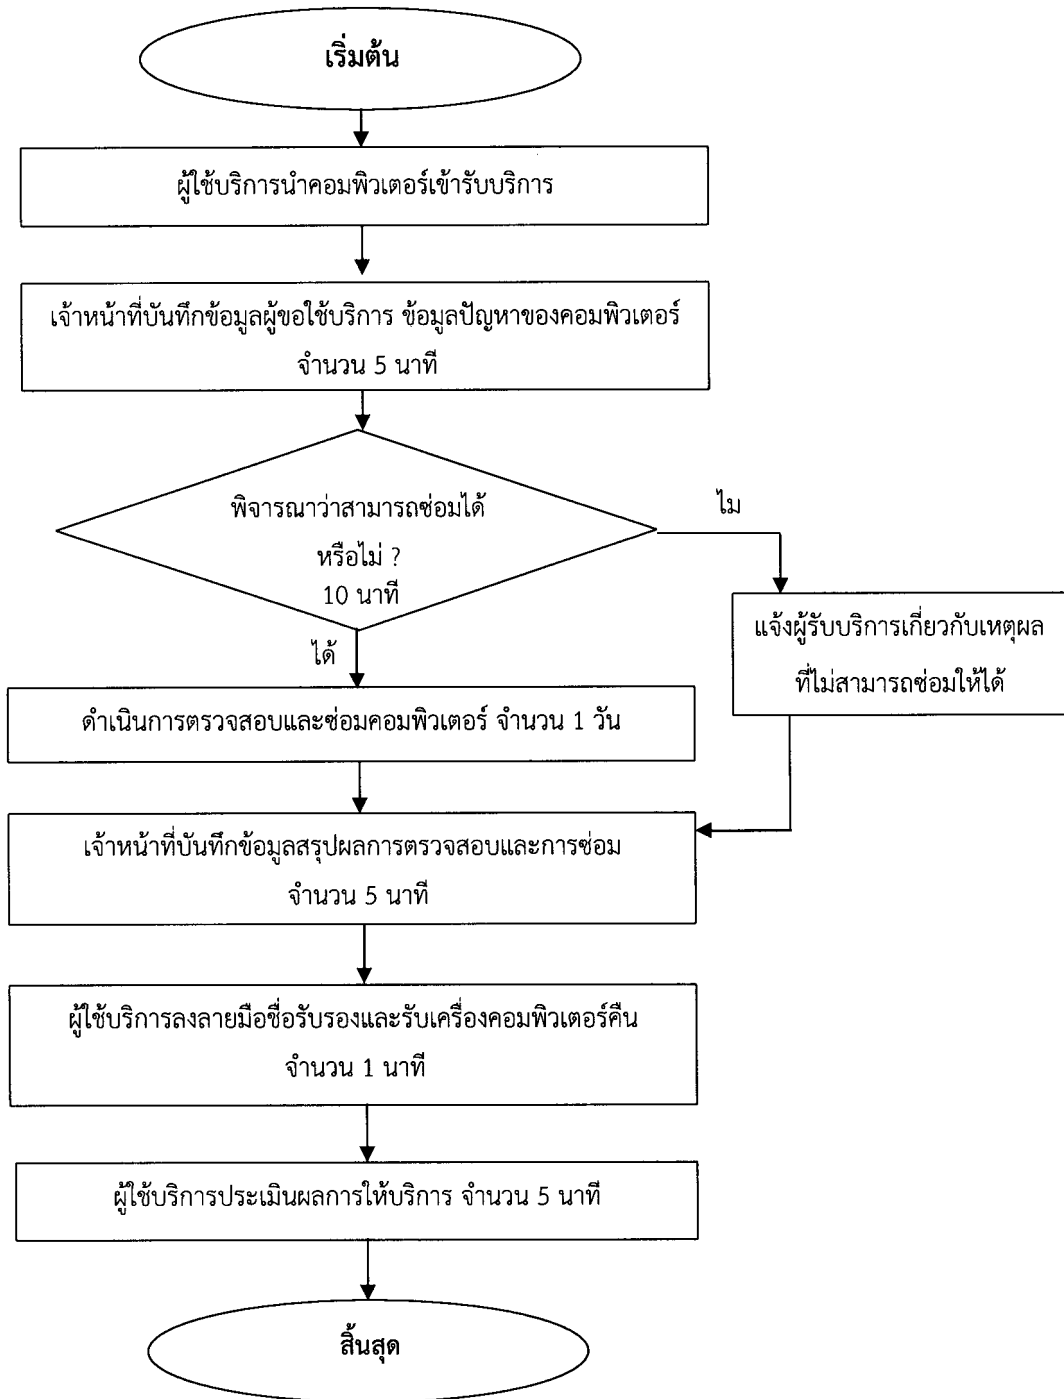 เริ่มต้น
ผู้ใช้บริการนำคอมพิวเตอร์เข้ารับบริการ
เจ้าหน้าที่บันทึกข้อมูลผู้ขอใช้บริการ ข้อมูลปัญหาของคอมพิวเตอร์
จำนวน 5 นาที
พิจารณาว่าสามารถซ่อมได้
หรือไม่ ?
10 นาที
ไม
ได้
แจ้งผู้รับบริการเกี่ยวกับเหตุผล
ที่ไม่สามารถซ่อมให้ได้
ดำเนินการตรวจสอบและซ่อมคอมพิวเตอร์ จำนวน 1 วัน
เจ้าหน้าที่บันทึกข้อมูลสรุปผลการตรวจสอบและการซ่อม
จำนวน 5 นาที
ผู้ใช้บริการลงลายมือชื่อรับรองและรับเครื่องคอมพิวเตอร์คืน
จำนวน 1 นาที
ผู้ใช้บริการประเมินผลการให้บริการ จำนวน 5 นาที
สิ้นสุด